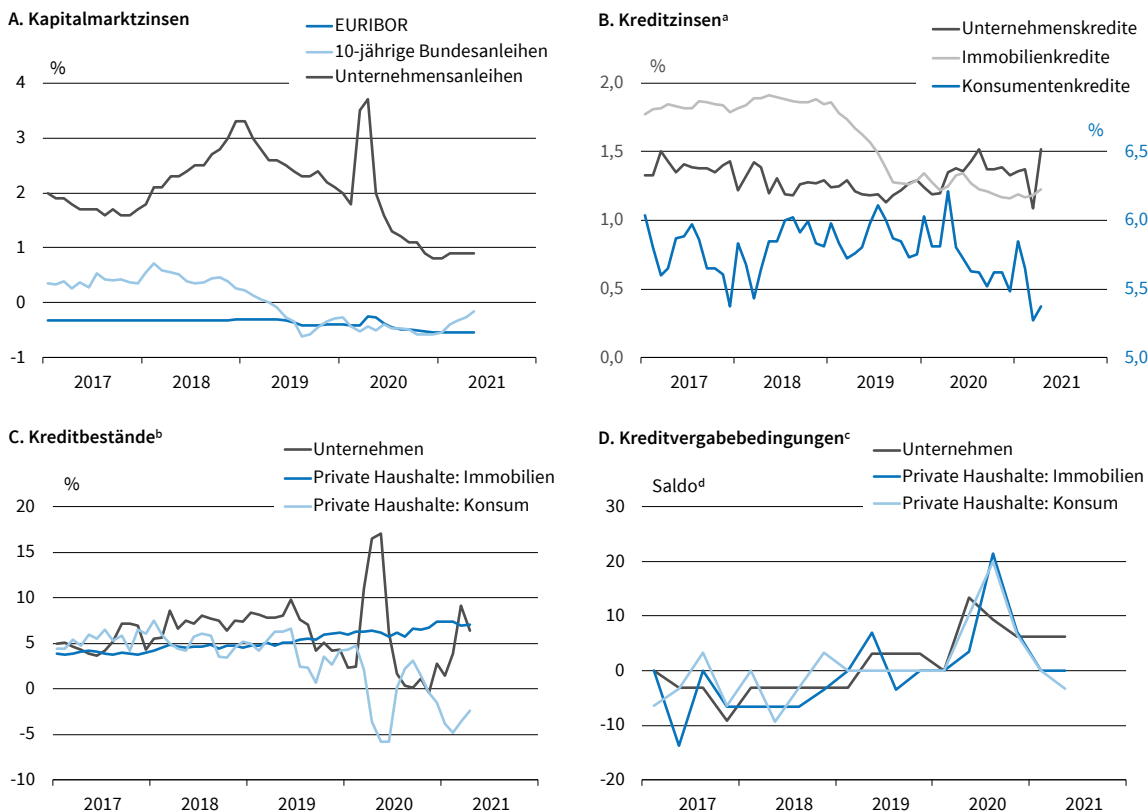 A. Kapitalmarktzinsen
EURIBOR
10-jährige Bundesanleihen
Unternehmensanleihen
%
4
3
2
1
0
-1
2017 2018 2019 2020 2021
B. Kreditzinsenᵃ
Unternehmenskredite
Immobilienkredite
Konsumentenkredite
%
%
2,0
1,5 6,5
1,0 6,0
0,5 5,5
0,0 5,0
2017 2018 2019 2020 2021
C. Kreditbeständeᵇ
Unternehmen
Private Haushalte: Immobilien
Private Haushalte: Konsum
%
20
15
10
5
0
-5
-10
2017 2018 2019 2020 2021
D. Kreditvergabebedingungenᶜ
Unternehmen
Private Haushalte: Immobilien
Private Haushalte: Konsum
Saldoᵈ
30
20
10
0
-10
-20
2017 2018 2019 2020 2021